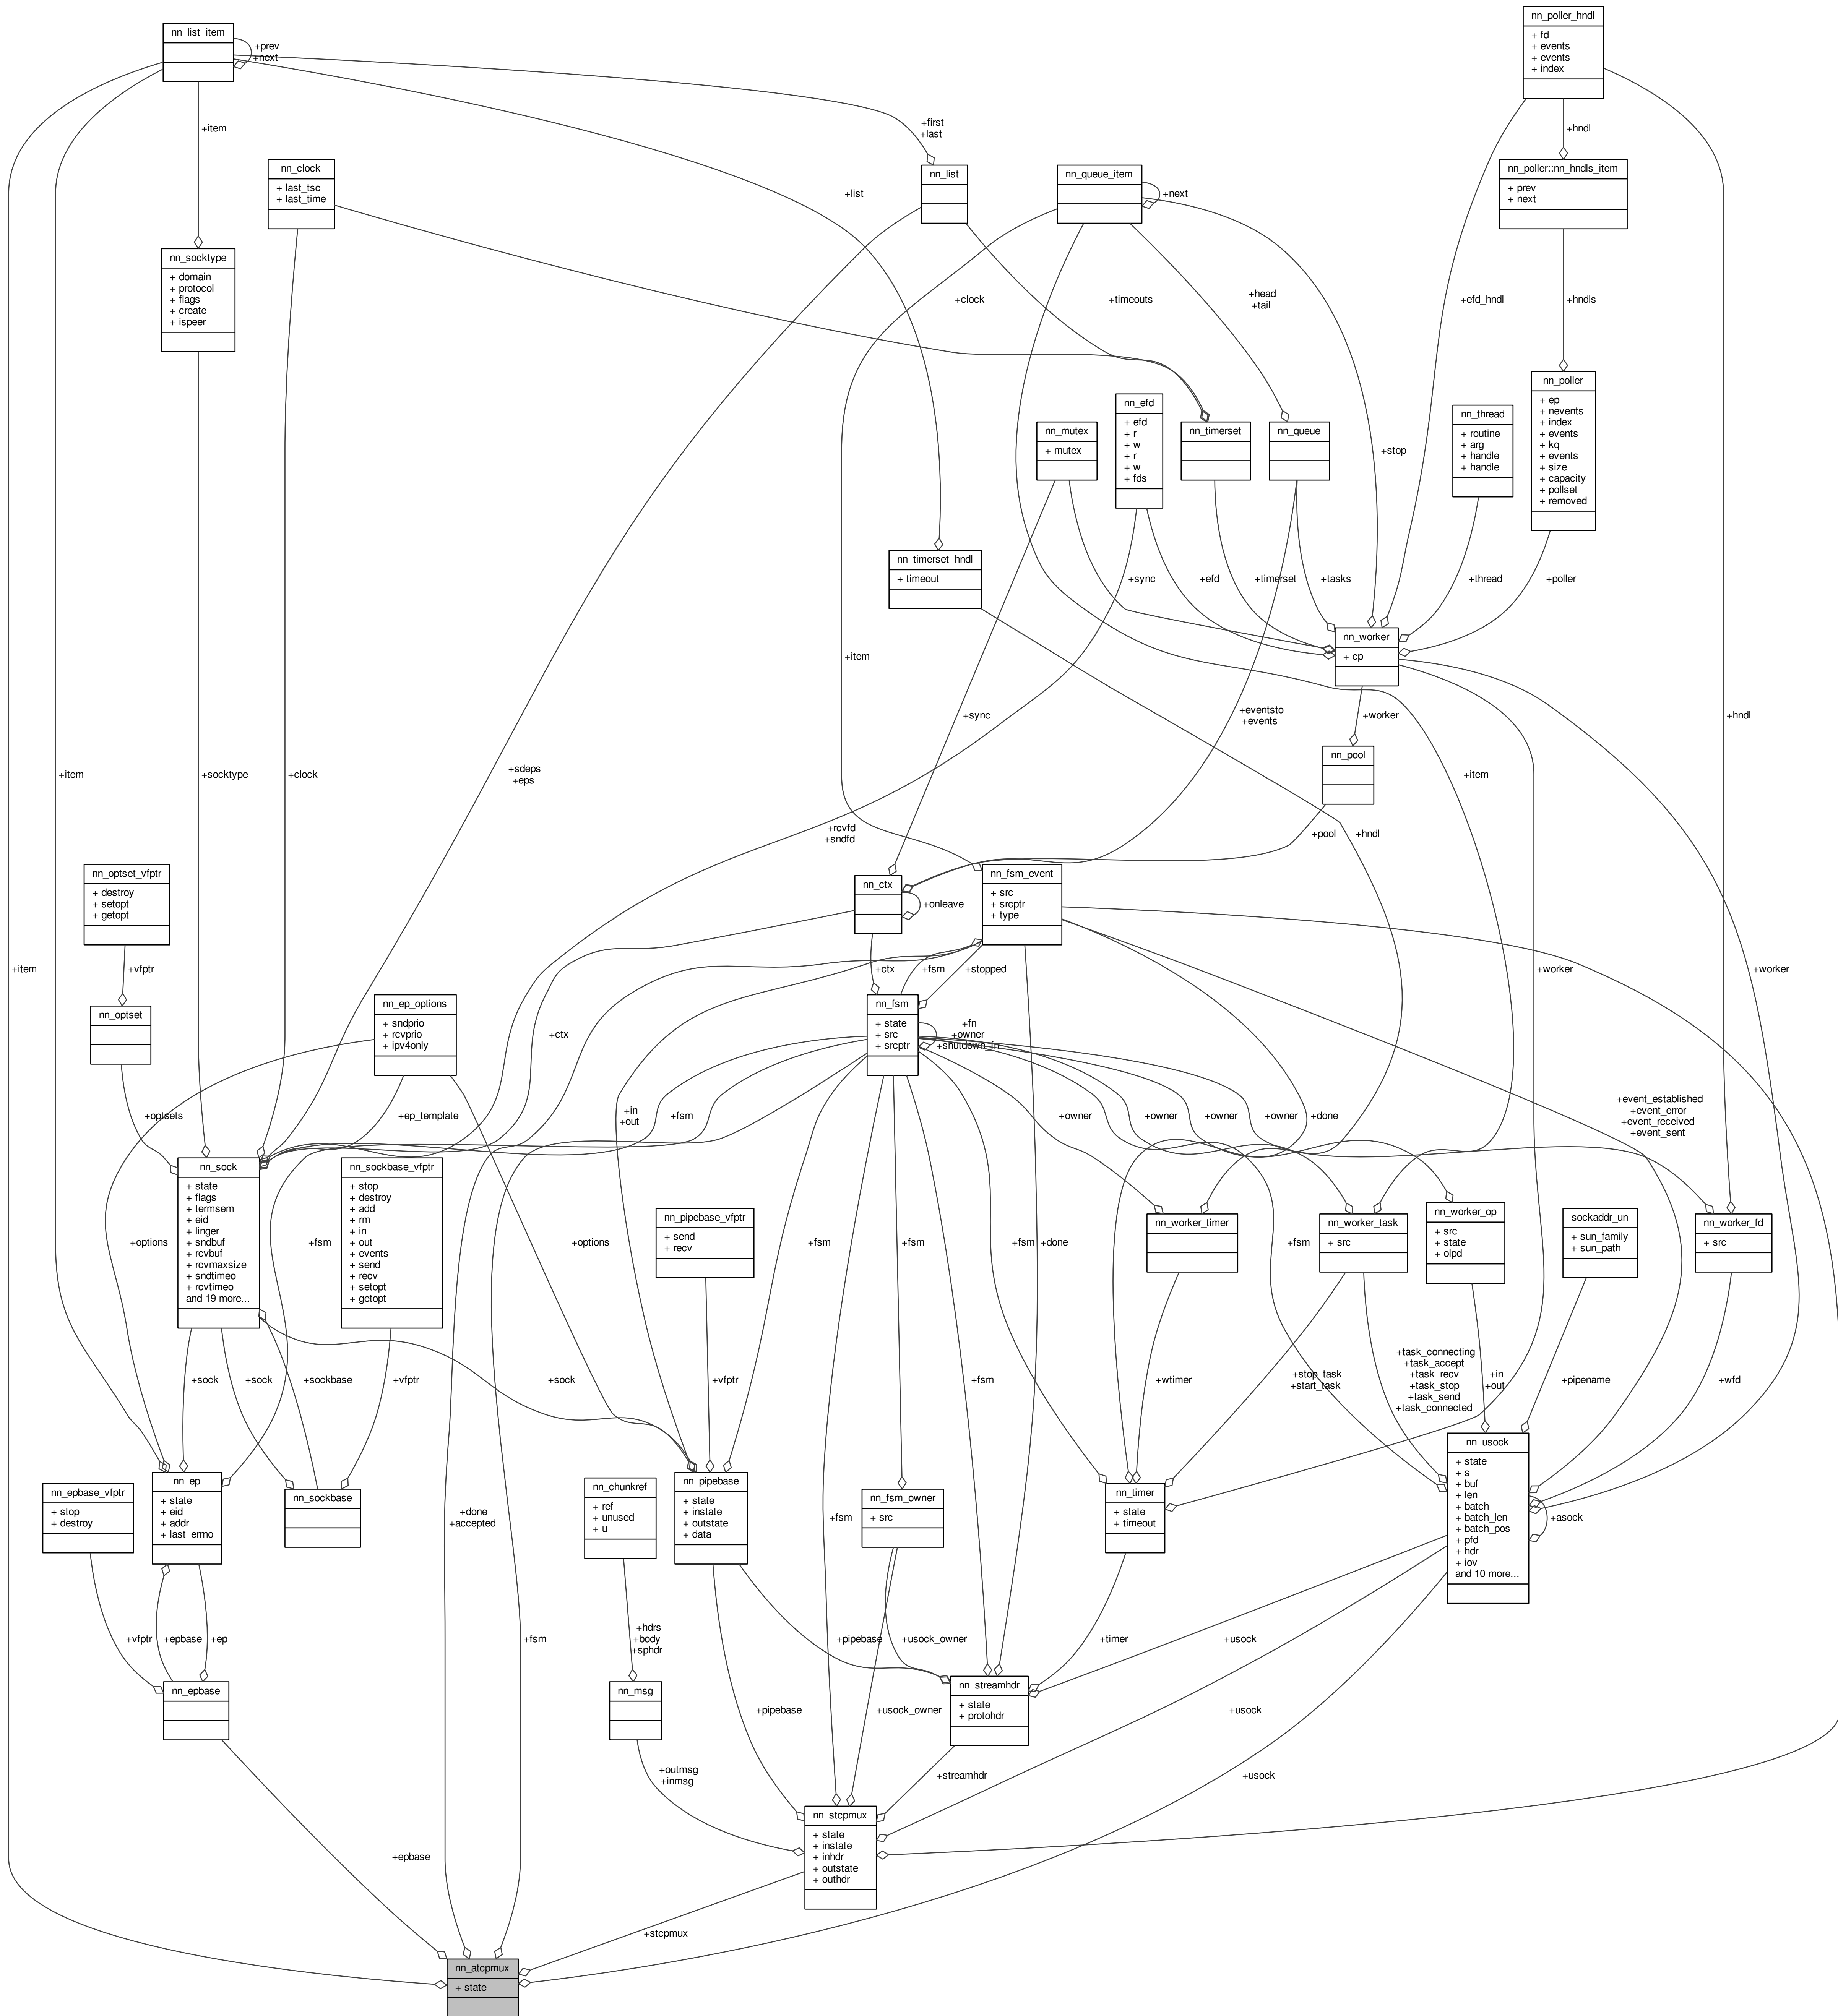 nn_poller_hndl
+ fd
+ events
+ events
+ index
nn_list_item
+prev
+next
+item
+first
+last
+hndl
nn_clock
+ last_tsc
+ last_time
nn_list
nn_queue_item
+next
nn_poller::nn_hndls_item
+ prev
+ next
+list
nn_socktype
+ domain
+ protocol
+ flags
+ create
+ ispeer
+clock
+timeouts
+head
+tail
+efd_hndl
+hndls
nn_poller
+ ep
+ nevents
+ index
+ events
+ kq
+ events
+ size
+ capacity
+ pollset
+ removed
nn_efd
+ efd
+ r
+ w
+ r
+ w
+ fds
nn_thread
+ routine
+ arg
+ handle
+ handle
nn_mutex
+ mutex
nn_timerset
nn_queue
+stop
nn_timerset_hndl
+ timeout
+sync
+efd
+timerset
+tasks
+thread
+poller
nn_worker
+ cp
+item
+sync
+eventsto
+events
+worker
+hndl
nn_pool
+item
+socktype
+clock
+sdeps
+eps
+item
+rcvfd
+sndfd
+pool
+hndl
nn_optset_vfptr
+ destroy
+ setopt
+ getopt
nn_ctx
+onleave
nn_fsm_event
+ src
+ srcptr
+ type
+item
+vfptr
+ctx
+fsm
+stopped
+worker
+worker
nn_optset
nn_ep_options
+ sndprio
+ rcvprio
+ ipv4only
+ctx
nn_fsm
+ state
+ src
+ srcptr
+fn
+owner
+shutdown_fn
+optsets
+ep_template
+in
+out
+fsm
+owner
+owner
+owner
+owner
+done
+event_established
+event_error
+event_received
+event_sent
nn_sock
+ state
+ flags
+ termsem
+ eid
+ linger
+ sndbuf
+ rcvbuf
+ rcvmaxsize
+ sndtimeo
+ rcvtimeo
and 19 more...
nn_sockbase_vfptr
+ stop
+ destroy
+ add
+ rm
+ in
+ out
+ events
+ send
+ recv
+ setopt
+ getopt
nn_pipebase_vfptr
+ send
+ recv
nn_worker_timer
nn_worker_task
+ src
nn_worker_op
+ src
+ state
+ olpd
sockaddr_un
+ sun_family
+ sun_path
nn_worker_fd
+ src
+options
+fsm
+options
+fsm
+fsm
+fsm
+done
+fsm
+sock
+sock
+sockbase
+vfptr
+sock
+vfptr
+fsm
+wtimer
+stop_task
+start_task
+task_connecting
+task_accept
+task_recv
+task_stop
+task_send
+task_connected
+in
+out
+pipename
+wfd
nn_usock
+ state
+ s
+ buf
+ len
+ batch
+ batch_len
+ batch_pos
+ pfd
+ hdr
+ iov
and 10 more...
+asock
nn_epbase_vfptr
+ stop
+ destroy
nn_ep
+ state
+ eid
+ addr
+ last_errno
nn_sockbase
+done
+accepted
nn_chunkref
+ ref
+ unused
+ u
nn_pipebase
+ state
+ instate
+ outstate
+ data
+fsm
nn_fsm_owner
+ src
nn_timer
+ state
+ timeout
+vfptr
+epbase
+ep
+fsm
+hdrs
+body
+sphdr
+pipebase
+usock_owner
+timer
+usock
nn_epbase
nn_msg
nn_streamhdr
+ state
+ protohdr
+pipebase
+usock_owner
+usock
+outmsg
+inmsg
+streamhdr
+usock
nn_stcpmux
+ state
+ instate
+ inhdr
+ outstate
+ outhdr
+epbase
+stcpmux
nn_atcpmux
+ state